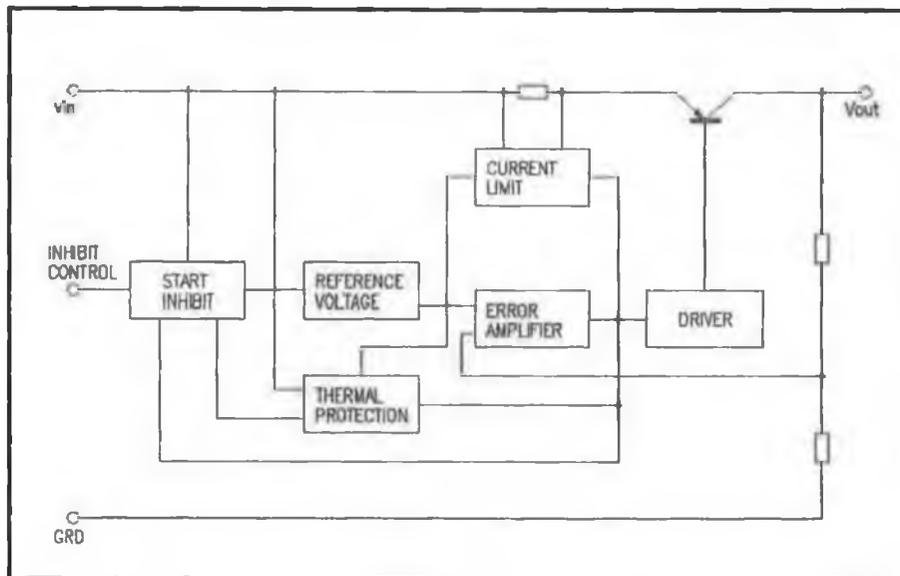 Vin
Vout
CURRENT
LIMIT
INHIBIT
CONTROL
START
INHIBIT
REFERENCE
VOLTAGE
ERROR
AMPLIFIER
DRIVER
THERMAL
PROTECTION
GRD